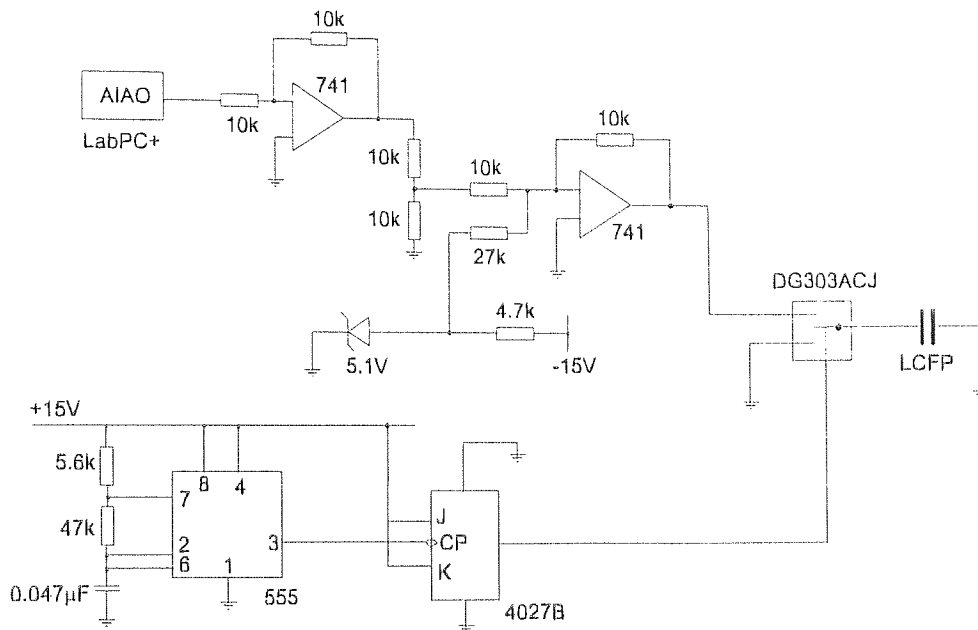 10k
741
AIAO
10k
LabPC+
10k
10k
10k
10k
27k
741
DG303ACJ
4.7k
5.1V
-15V
LCFP
+15V
5.6k
8 4
7
47k
J
2
3
CP
6
1
K
0.047µF
555
4027B